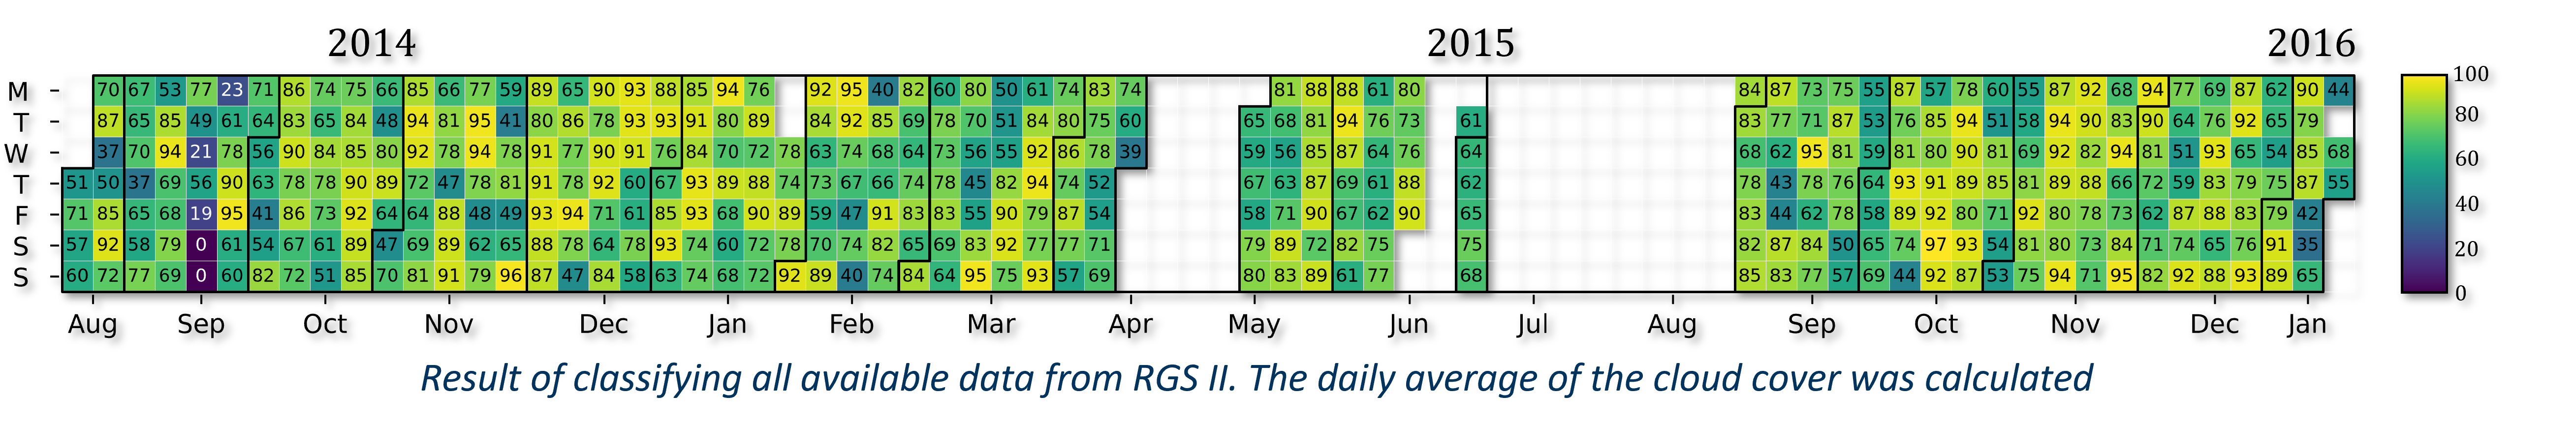 2014 2015 2016
M 70 67 53 77 23 71 86 74 75 66 85 66 77 59 89 65 90 93 88 85 94 76 92 95 40 82 60 80 50 61 74 83 74 81 88 88 61 80 84 87 73 75 55 87 57 78 60 55 87 92 68 94 77 69 87 62 90 44
T 87 65 85 49 61 64 83 65 84 48 94 81 95 41 80 86 78 93 93 91 80 89 84 92 85 69 78 70 51 84 80 75 60 65 68 81 94 76 73 61 83 77 71 87 53 76 85 94 51 58 94 90 83 90 64 76 92 65 79
W 37 70 94 21 78 56 90 84 85 80 92 78 94 78 91 77 90 91 76 84 70 72 78 63 74 68 64 73 56 55 92 86 78 39 59 56 85 87 64 76 64 68 62 95 81 59 81 80 90 81 69 92 82 94 81 51 93 65 54 85 68
T 51 50 37 69 56 90 63 78 78 90 89 72 47 78 81 91 78 92 60 67 93 89 88 74 73 67 66 74 78 45 82 94 74 52 67 63 87 69 61 88 62 78 43 78 76 64 93 91 89 85 81 89 88 66 72 59 83 79 75 87 55
F 71 85 65 68 19 95 41 86 73 92 64 64 88 48 49 93 94 71 61 85 93 68 90 89 59 47 91 83 83 55 90 79 87 54 58 71 90 67 62 90 65 83 44 62 78 58 89 92 80 71 92 80 78 73 62 87 88 83 79 42
S 57 92 58 79 0 61 54 67 61 89 47 69 89 62 65 88 78 64 78 93 74 60 72 78 70 74 82 65 69 83 92 77 77 71 79 89 72 82 75 75 82 87 84 50 65 74 97 93 54 81 80 73 84 71 74 65 76 91 35
S 60 72 77 69 0 60 82 72 51 85 70 81 91 79 96 87 47 84 58 63 74 68 72 92 89 40 74 84 64 95 75 93 57 69 80 83 89 61 77 68 85 83 77 57 69 44 92 87 53 75 94 71 95 82 92 88 93 89 65
Aug Sep Oct Nov Dec Jan Feb Mar Apr May Jun Jul Aug Sep Oct Nov Dec Jan
100
80
60
40
20
0
Result of classifying all available data from RGS II. The daily average of the cloud cover was calculated